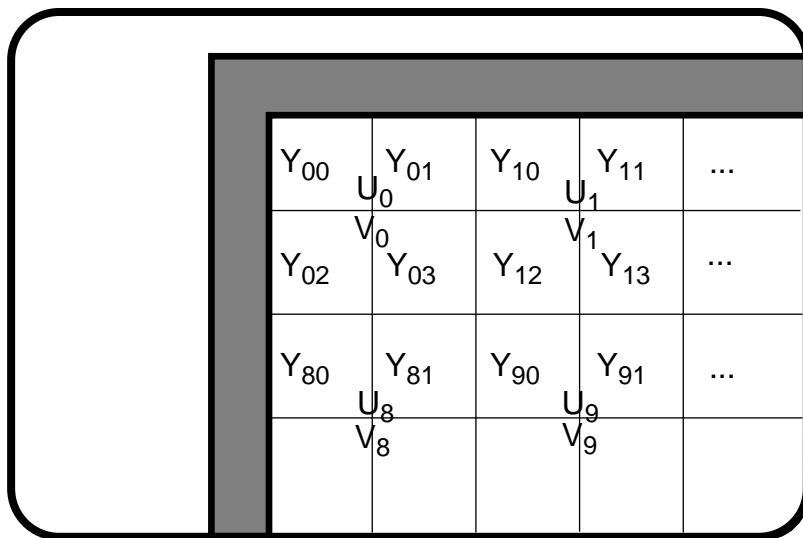 Y00 Y01 Y10 Y11 ...
U0 U1
V0 V1
Y02 Y03 Y12 Y13 ...
Y80 Y81 Y90 Y91 ...
U8 U9
V8 V9